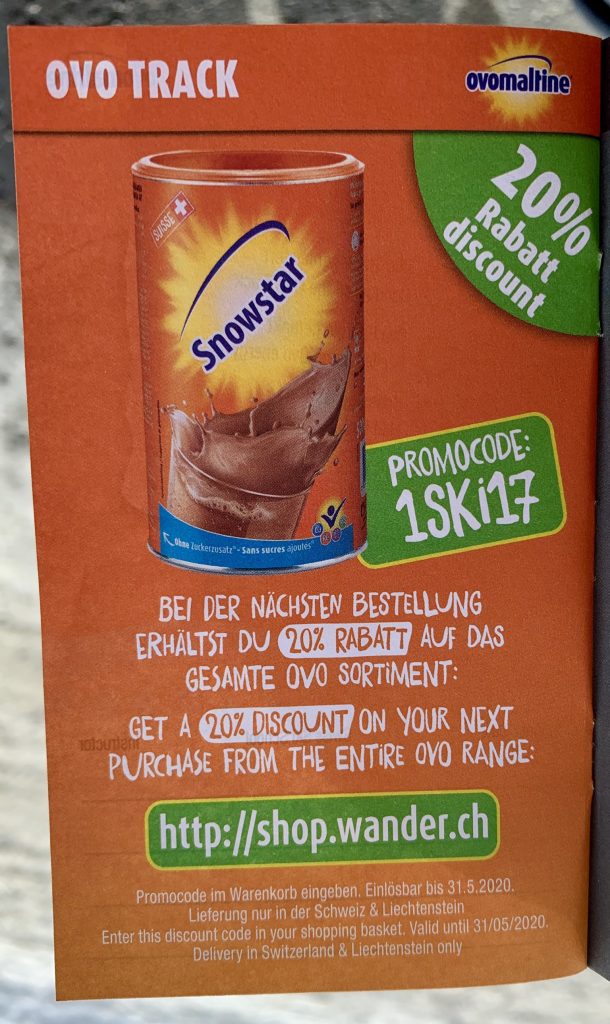 OVO TRACK
ovomaltine
20%
Rabatt
discount
SUISSE
Snowstar
PROMOCODE:
1SKi17
Ohne Zuckerzusatz - Sans sucres ajoutés
BEI DER NÄCHSTEN BESTELLUNG
ERHÄLTST DU 20% RABATT AUF DAS
GESAMTE OVO SORTiMENT:
GET A 20% DISCOUNT ON YOUR NEXT
PURCHASE FROM THE ENTIRE OVO RANGE:
http://shop.wander.ch
Promocode im Warenkorb eingeben. Einlösbar bis 31.5.2020.
Lieferung nur in der Schweiz & Liechtenstein
Enter this discount code in your shopping basket. Valid until 31/05/2020.
Delivery in Switzerland & Liechtenstein only